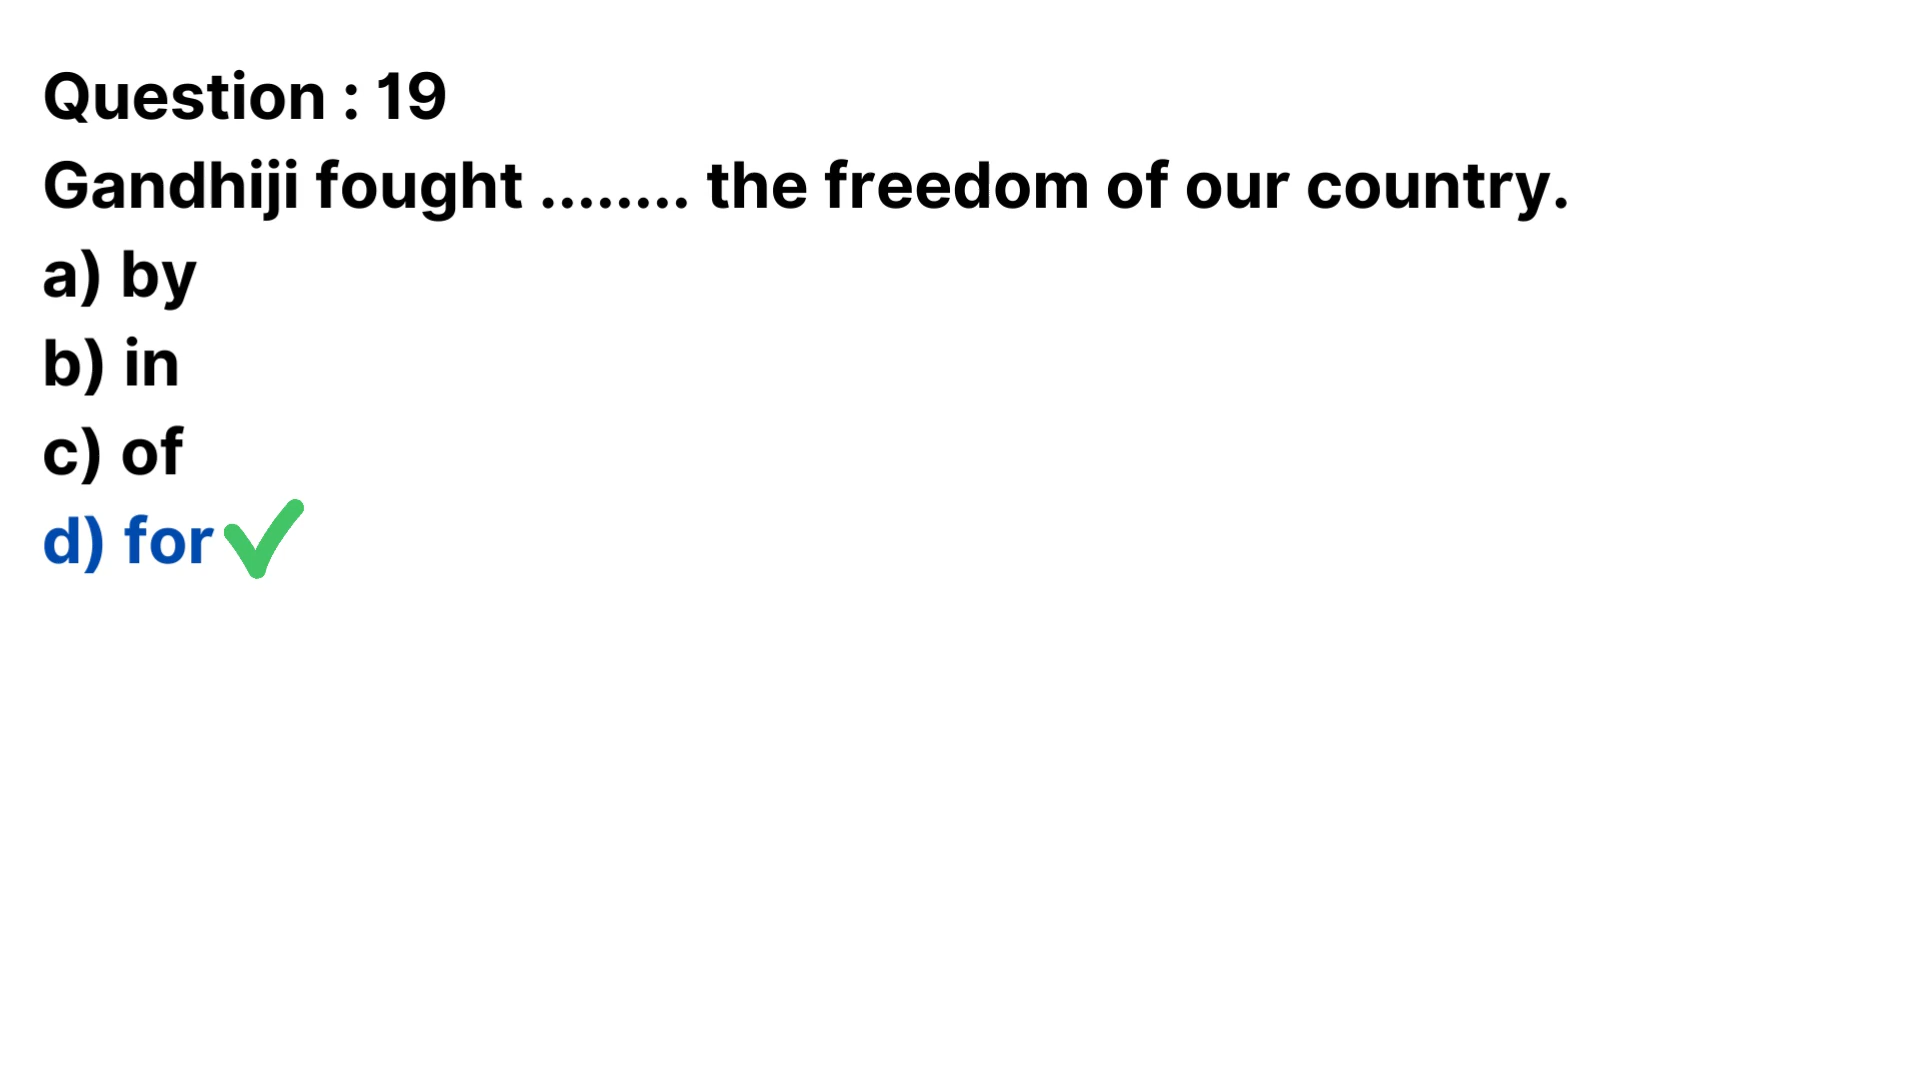 Question : 19
Gandhiji fought ........ the freedom of our country.
a) by
b) in
c) of
d) for